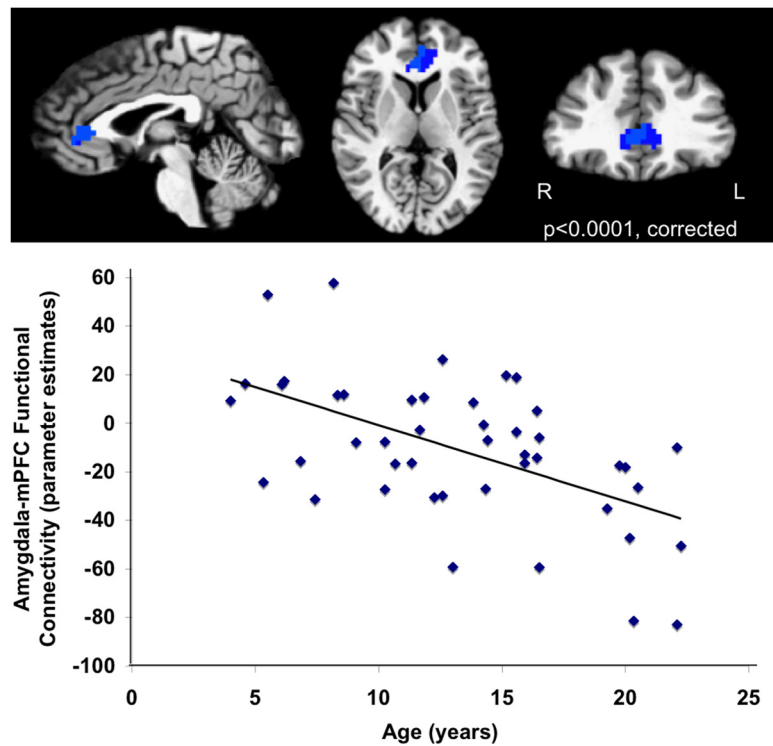 R
L
p<0.0001, corrected
Amygdala-mPFC Functional
Connectivity (parameter estimates)
60
40
20
0
-20
-40
-60
-80
-100
0
5
10
15
20
25
Age (years)